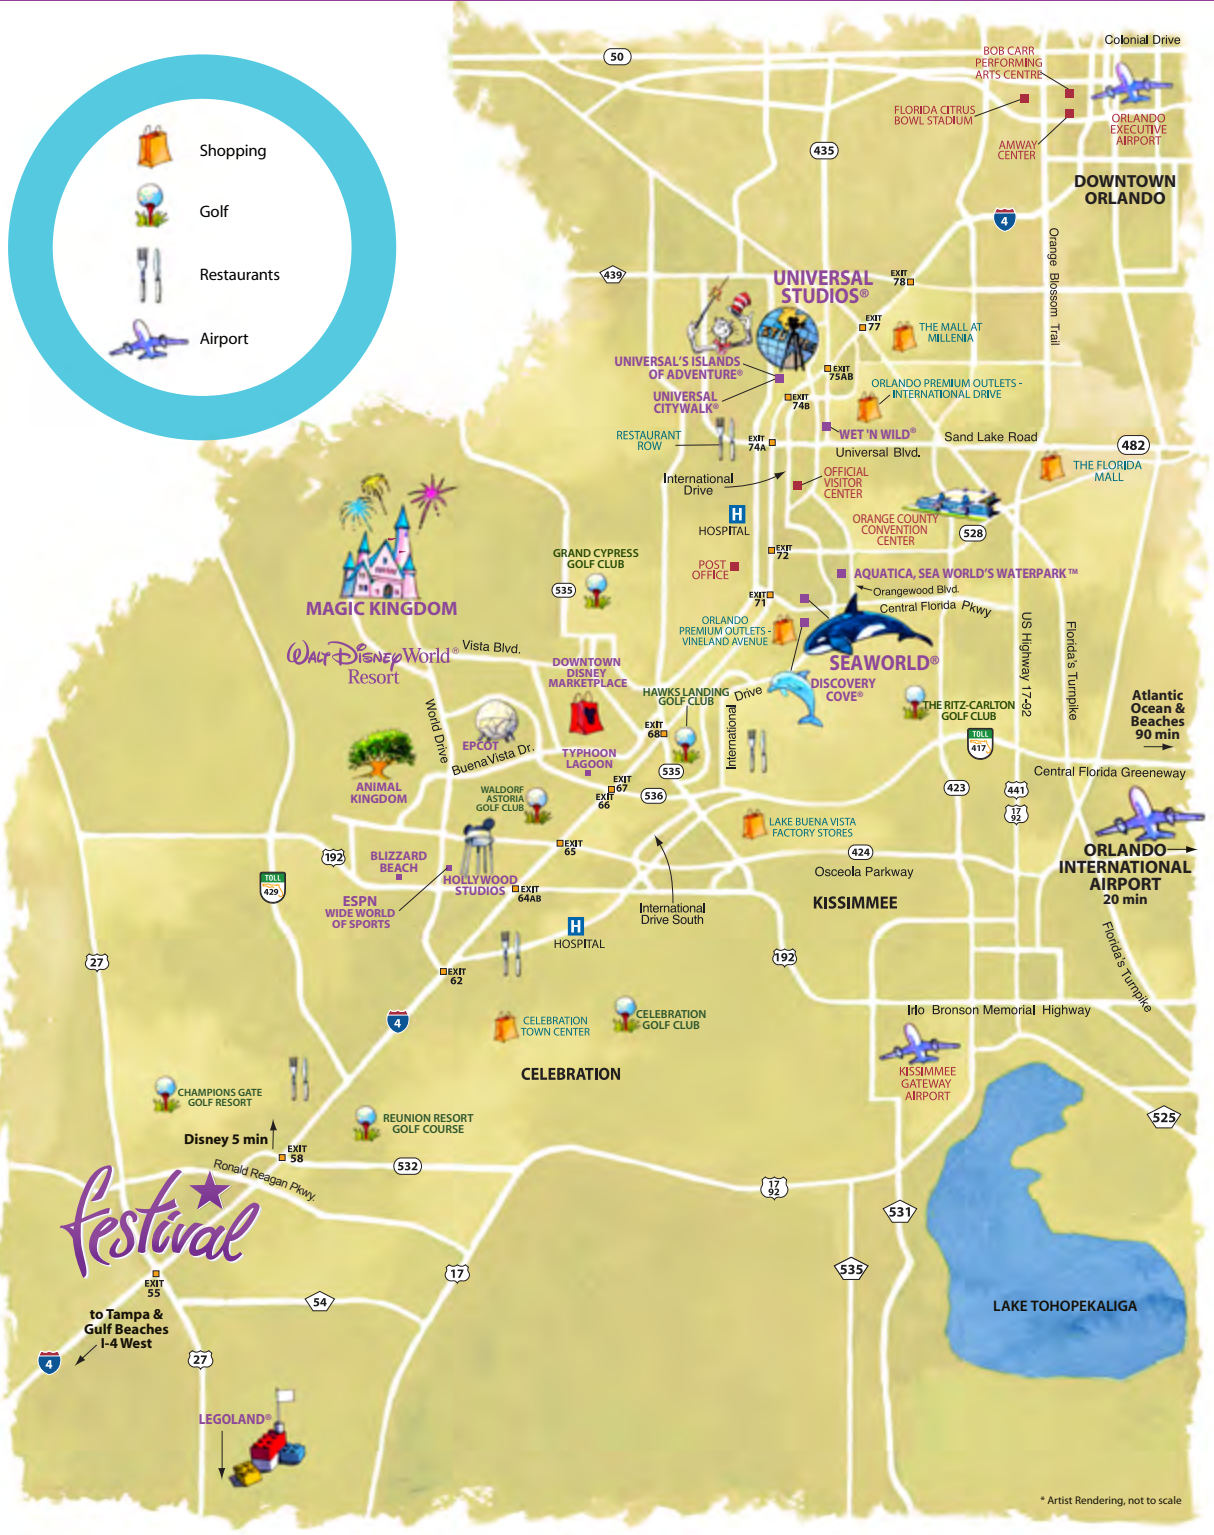 Shopping
Golf
Restaurants
Airport
Colonial Drive
50
BOB CARR
PERFORMING
ARTS CENTRE
FLORIDA CITRUS
BOWL STADIUM
AMWAY
CENTER
ORLANDO
EXECUTIVE
AIRPORT
435
DOWNTOWN
ORLANDO
4
Orange Blossom Trail
439
UNIVERSAL
STUDIOS®
EXIT
78
EXIT
77
THE MALL AT
MILLENIA
UNIVERSAL'S ISLANDS
OF ADVENTURE®
EXIT
75AB
UNIVERSAL
CITYWALK®
EXIT
74B
ORLANDO PREMIUM OUTLETS -
INTERNATIONAL DRIVE
RESTAURANT
ROW
EXIT
74A
WET 'N WILD®
Sand Lake Road
482
Universal Blvd.
THE FLORIDA
MALL
International
Drive
OFFICIAL
VISITOR
CENTER
H
HOSPITAL
ORANGE COUNTY
CONVENTION
CENTER
528
EXIT
72
GRAND CYPRESS
GOLF CLUB
535
POST
OFFICE
AQUATICA, SEA WORLD'S WATERPARK™
Orangewood Blvd.
EXIT
71
Central Florida Pkwy
MAGIC KINGDOM
ORLANDO
PREMIUM OUTLETS -
VINELAND AVENUE
US Highway 17-92
Florida's Turnpike
WALT DISNEY World®
Resort
Vista Blvd.
SEAWORLD®
DOWNTOWN
DISNEY
MARKETPLACE
HAWKS LANDING
GOLF CLUB
Drive
International
DISCOVERY
COVE®
THE RITZ-CARLTON
GOLF CLUB
Atlantic
Ocean &
Beaches
90 min
World Drive
EPCOT
Buena Vista Dr.
EXIT
68
TOLL
417
TYPHOON
LAGOON
535
Central Florida Greeneway
ANIMAL
KINGDOM
WALDORF
ASTORIA
GOLF CLUB
EXIT
67
EXIT
66
536
423
441
17
92
LAKE BUENA VISTA
FACTORY STORES
192
BLIZZARD
BEACH
EXIT
65
424
ORLANDO
INTERNATIONAL
AIRPORT
20 min
Osceola Parkway
TOLL
429
HOLLYWOOD
STUDIOS
EXIT
64AB
ESPN
WIDE WORLD
OF SPORTS
International
Drive South
KISSIMMEE
H
HOSPITAL
27
192
EXIT
62
Florida's Turnpike
4
CELEBRATION
TOWN CENTER
CELEBRATION
GOLF CLUB
Irlo Bronson Memorial Highway
CELEBRATION
KISSIMMEE
GATEWAY
AIRPORT
CHAMPIONS GATE
GOLF RESORT
REUNION RESORT
GOLF COURSE
525
Disney 5 min
EXIT
58
532
Ronald Reagan Pkwy.
17
92
festival
531
535
EXIT
55
17
54
to Tampa &
Gulf Beaches
I-4 West
LAKE TOHOPEKALIGA
4
27
LEGOLAND®
* Artist Rendering, not to scale